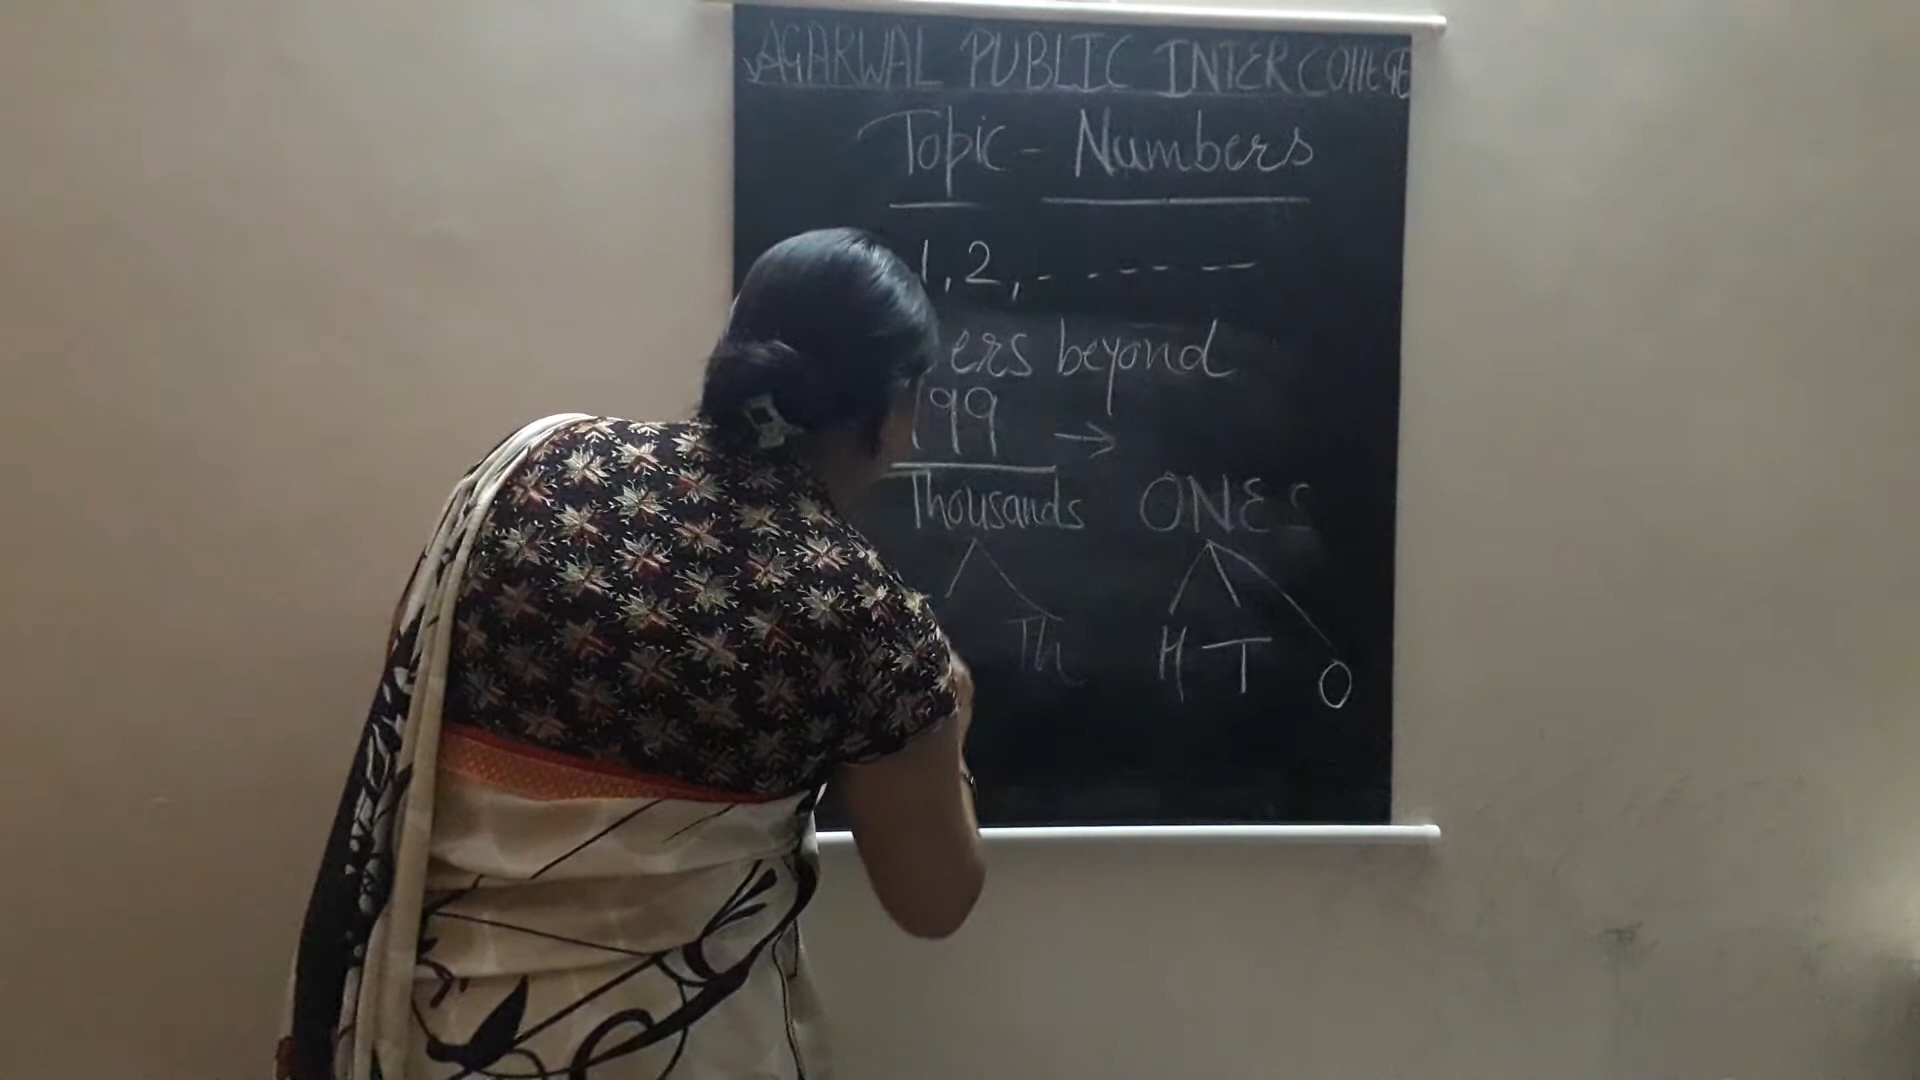 AGARWAL PUBLIC INTER COllEGE
Topic - Numbers
1, 2, - - - - - -
ers beyond
99 →
Thousands ONES
Th H T O